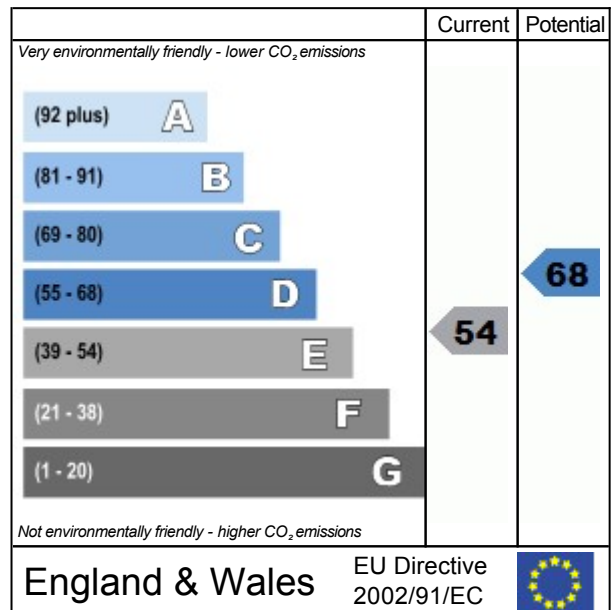 Current Potential
Very environmentally friendly - lower CO₂ emissions
(92 plus) A
(81 - 91) B
(69 - 80) C
(55 - 68) D
68
(39 - 54) E
54
(21 - 38) F
(1 - 20) G
Not environmentally friendly - higher CO₂ emissions
England & Wales
EU Directive
2002/91/EC